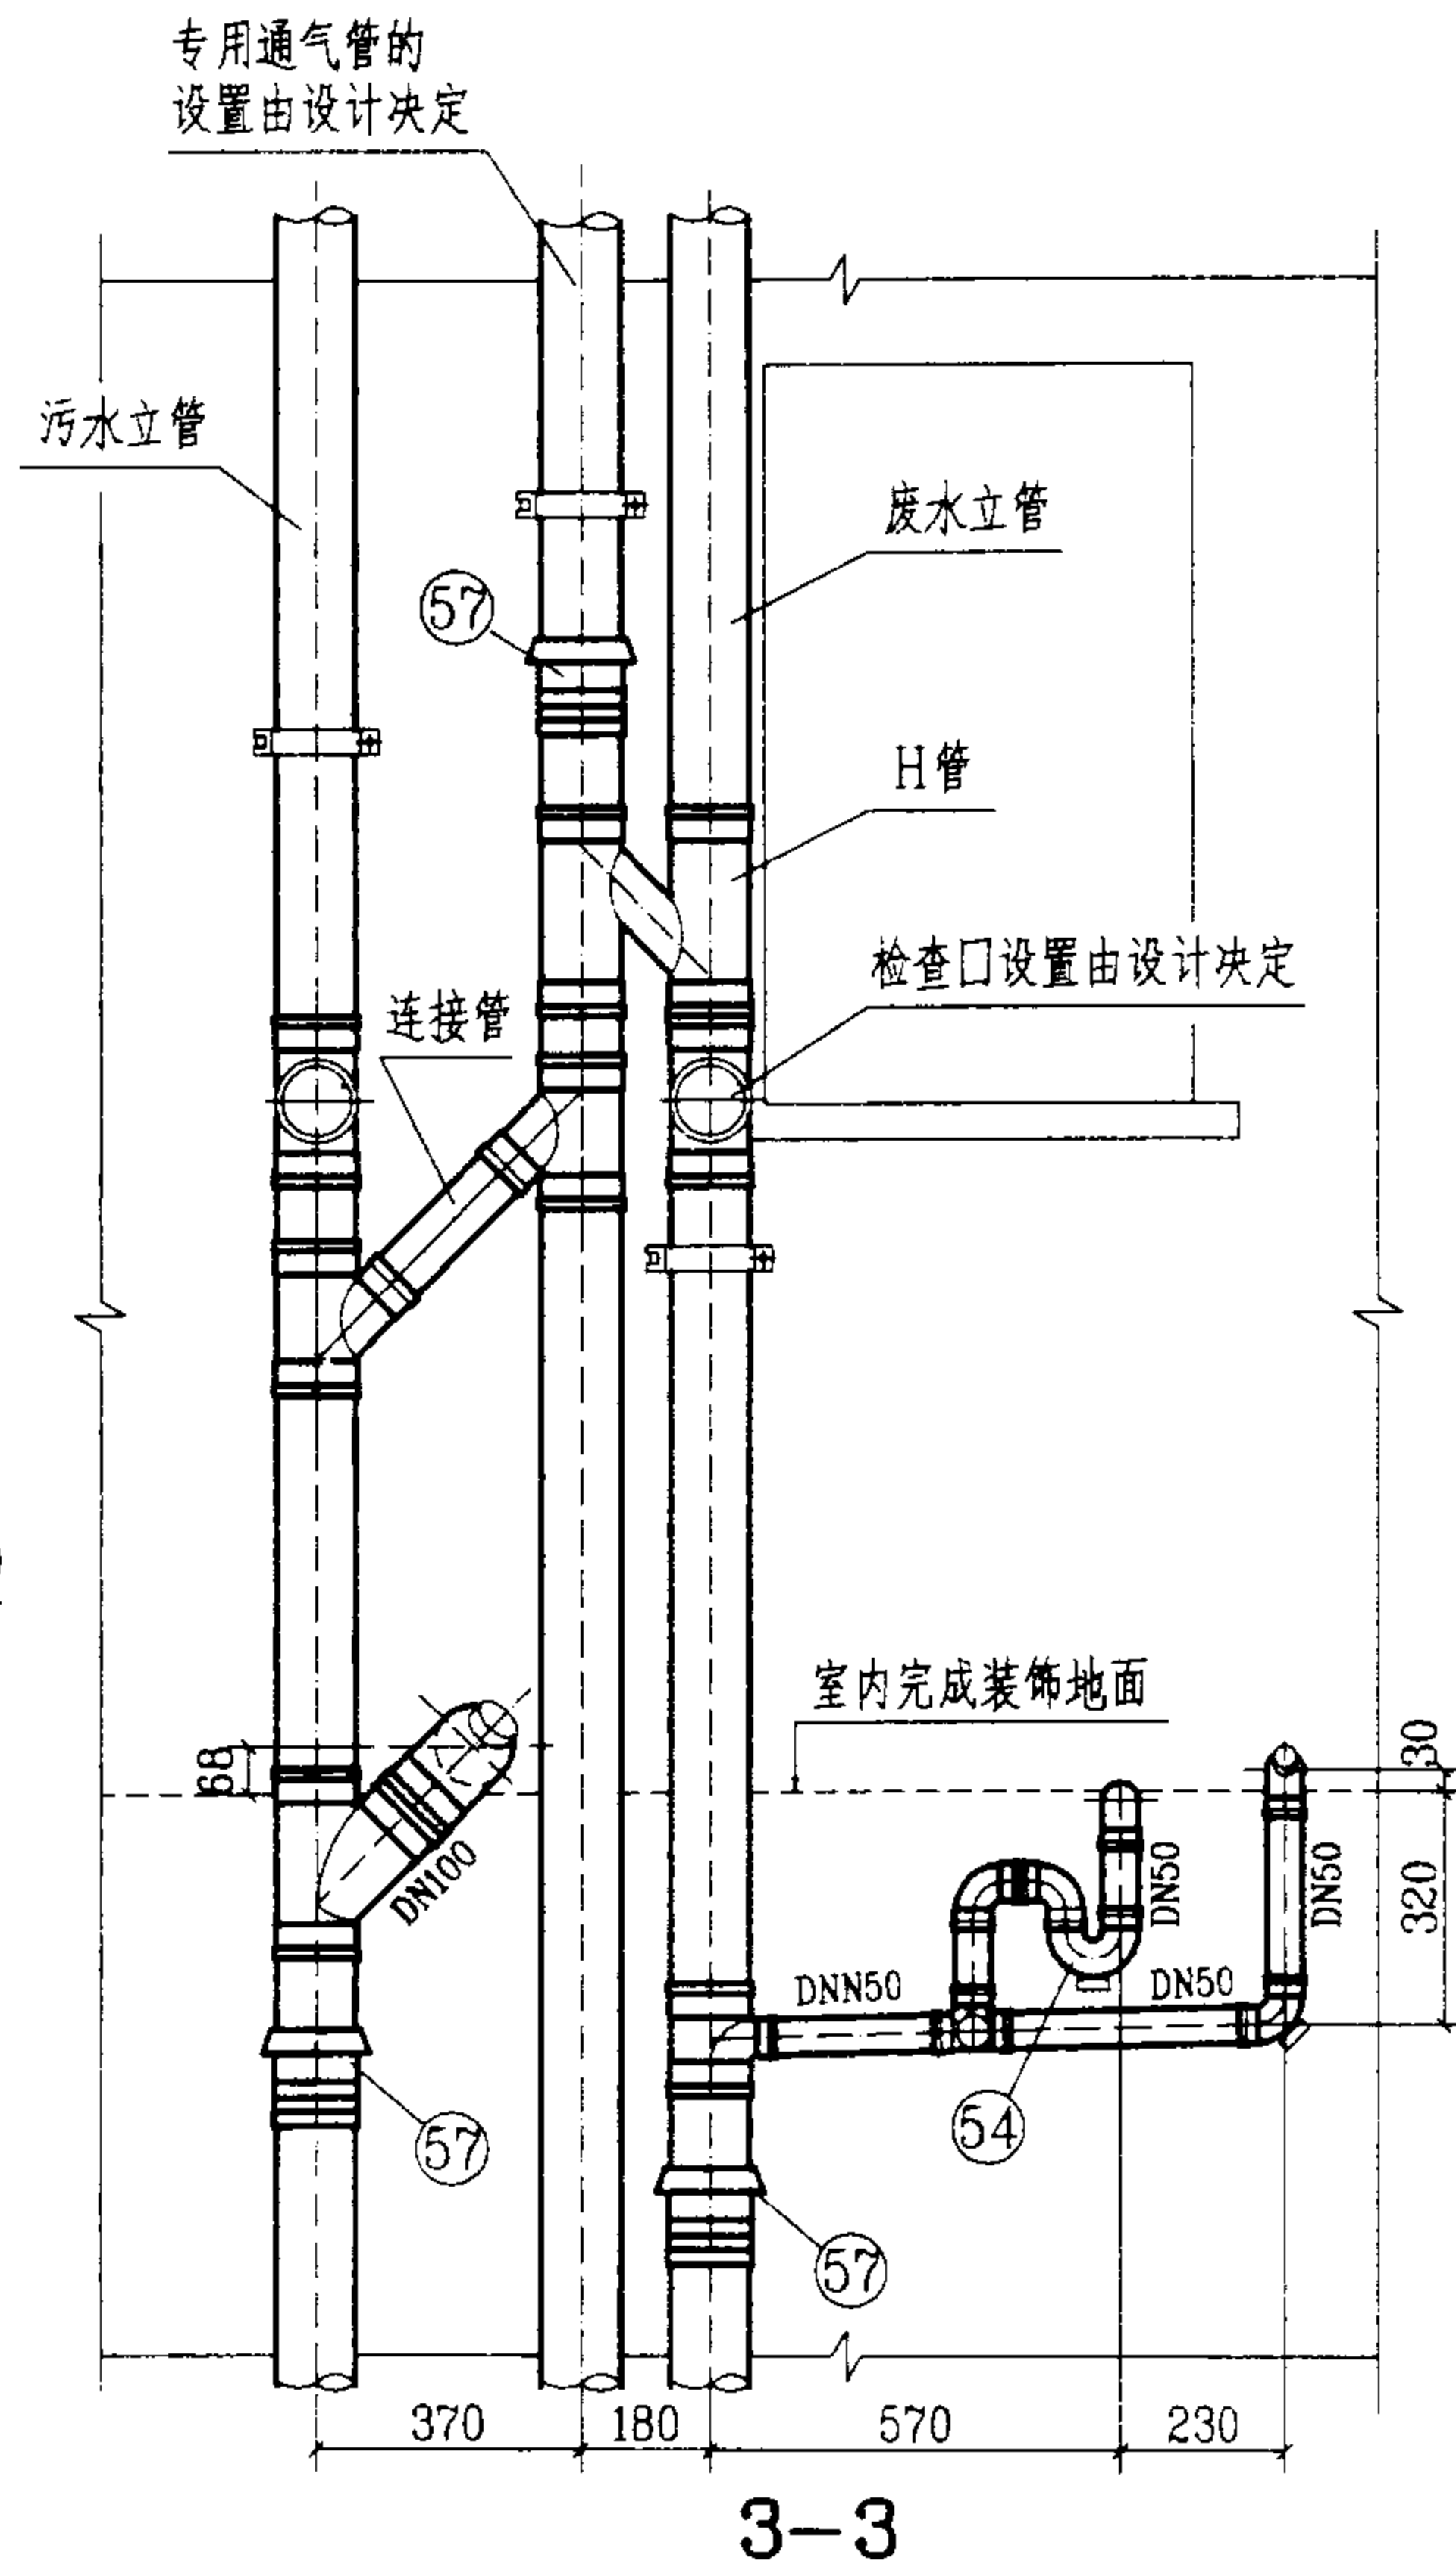 专用通气管的
设置由设计决定
污水立管
废水立管
57
H管
检查口设置由设计决定
连接管
室内完成装饰地面
68
30
DN100
DN50
DN50
320
DNN50
DN50
54
57
57
370
180
570
230
3-3